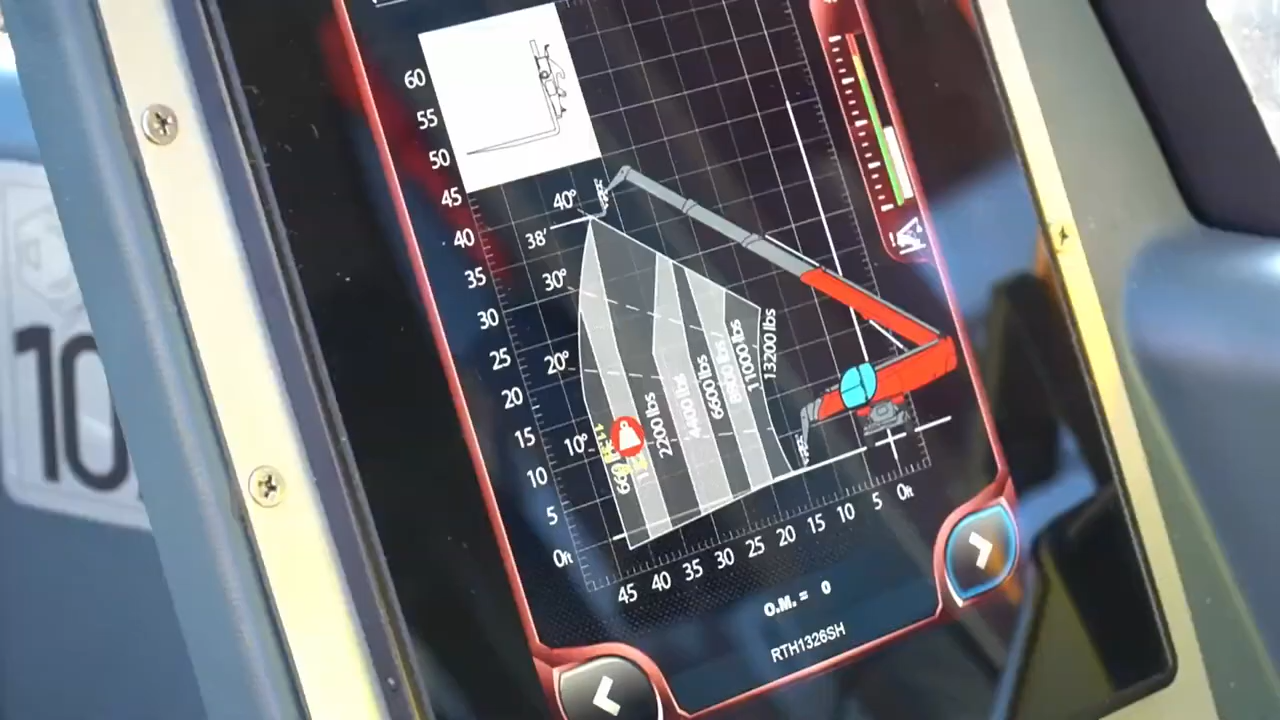 60
55
50
45
40
35
30
25
20
15
10
5
0ft
40°
38'
30°
20°
10°
2200 lbs
4400 lbs
6600 lbs
11000 lbs
13200 lbs
45 40 35 30 25 20 15 10 5 0ft
O.M. = 0
RTH1326SH
10